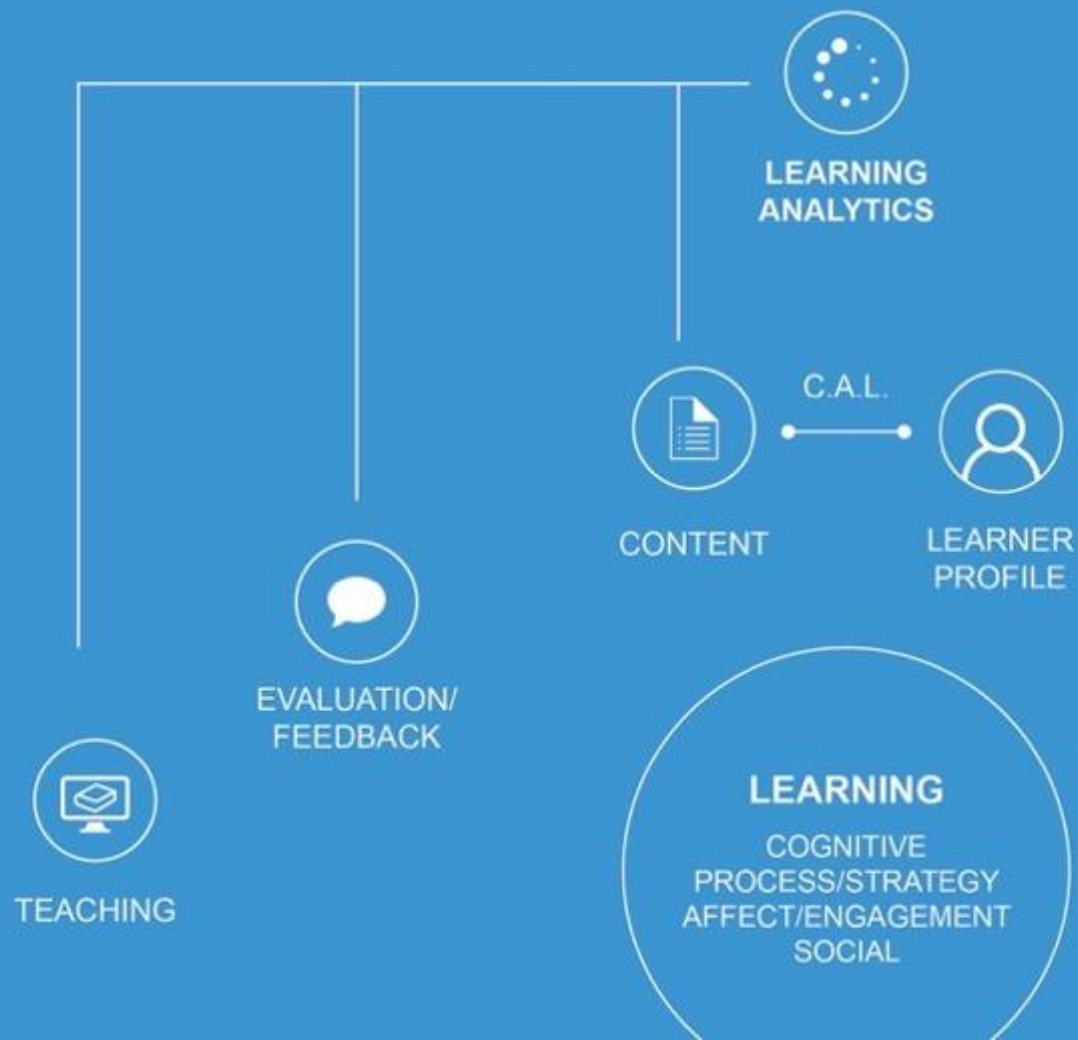 LEARNING
ANALYTICS
C.A.L.
CONTENT
LEARNER
PROFILE
EVALUATION/
FEEDBACK
TEACHING
LEARNING
COGNITIVE
PROCESS/STRATEGY
AFFECT/ENGAGEMENT
SOCIAL